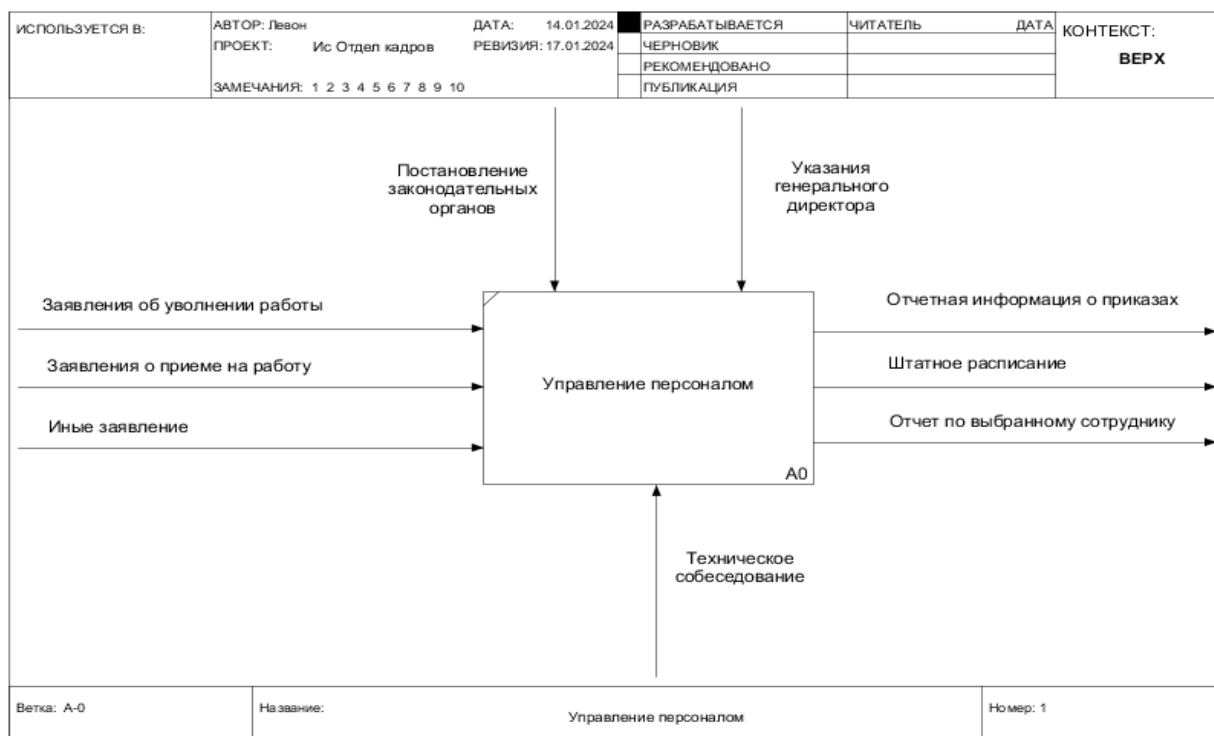 ИСПОЛЬЗУЕТСЯ В:
АВТОР: Левон
ДАТА: 14.01.2024
ПРОЕКТ: Ис Отдел кадров
РЕВИЗИЯ: 17.01.2024
ЗАМЕЧАНИЯ: 1 2 3 4 5 6 7 8 9 10
РАЗРАБАТЫВАЕТСЯ
ЧЕРНОВИК
РЕКОМЕНДОВАНО
ПУБЛИКАЦИЯ
ЧИТАТЕЛЬ ДАТА
КОНТЕКСТ:
ВЕРХ
Постановление
законодательных
органов
Указания
генерального
директора
Заявления об уволнении работы
Заявления о приеме на работу
Иные заявление
Управление персоналом
A0
Отчетная информация о приказах
Штатное расписание
Отчет по выбранному сотруднику
Техническое
собеседование
Ветка: A-0
Название:
Управление персоналом
Номер: 1